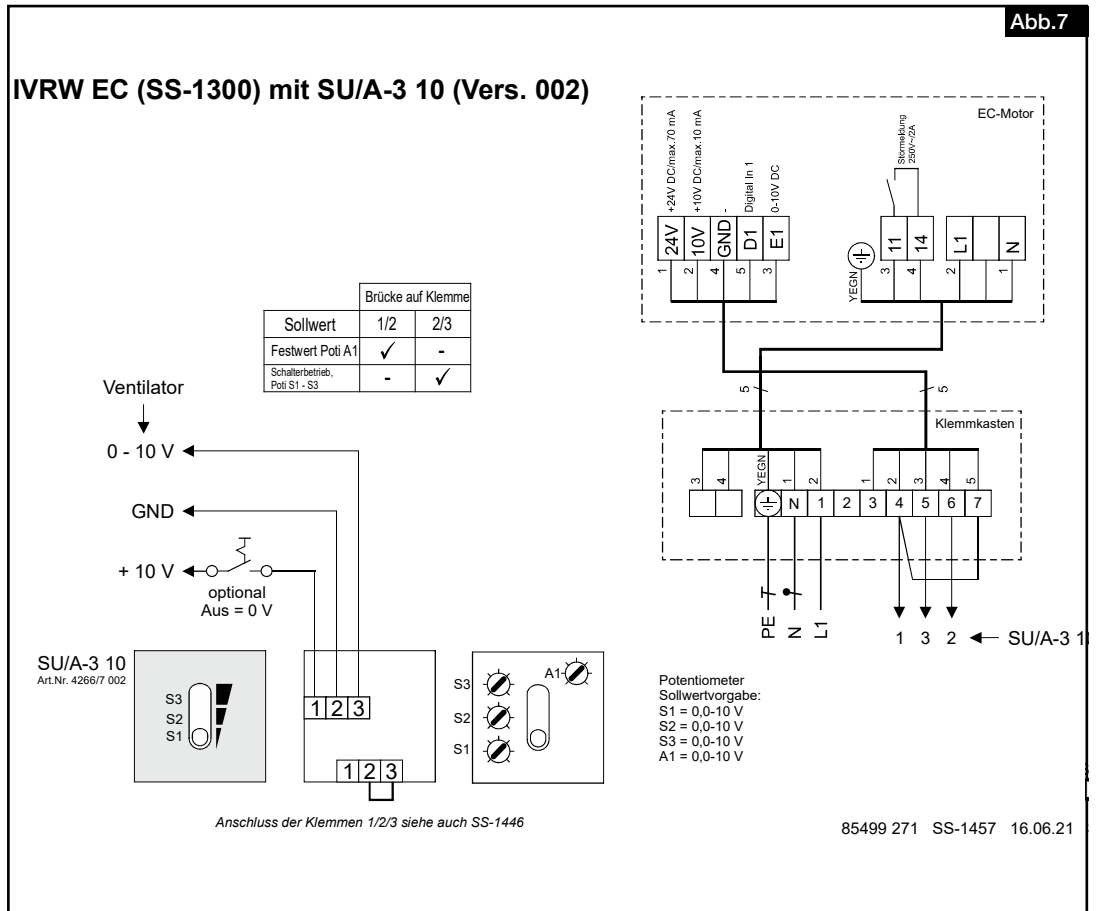 Abb.7
IVRW EC (SS-1300) mit SU/A-3 10 (Vers. 002)
EC-Motor
+24V DC/max.70 mA
+10V DC/max.10 mA
-
Digital In 1
0-10V DC
Störmeldung
250V~/2A
24V
10V
GND
D1
E1
11
14
L1
N
1
2
4
5
3
YEGN
3
4
2
1
Brücke auf Klemme
Sollwert 1/2 2/3
Festwert Poti A1 ✓ -
Schalterbetrieb,
Poti S1 - S3 - ✓
5
5
Klemmkasten
3
4
YEGN
1
2
1
2
3
4
5
N 1 2 3 4 5 6 7
PE
N
L1
1 3 2 SU/A-3 1
Ventilator
0 - 10 V
GND
+ 10 V
optional
Aus = 0 V
SU/A-3 10
Art.Nr. 4266/7 002
S3
S2
S1
1 2 3
1 2 3
S3
S2
S1
A1
Potentiometer
Sollwertvorgabe:
S1 = 0,0-10 V
S2 = 0,0-10 V
S3 = 0,0-10 V
A1 = 0,0-10 V
Anschluss der Klemmen 1/2/3 siehe auch SS-1446
85499 271 SS-1457 16.06.21